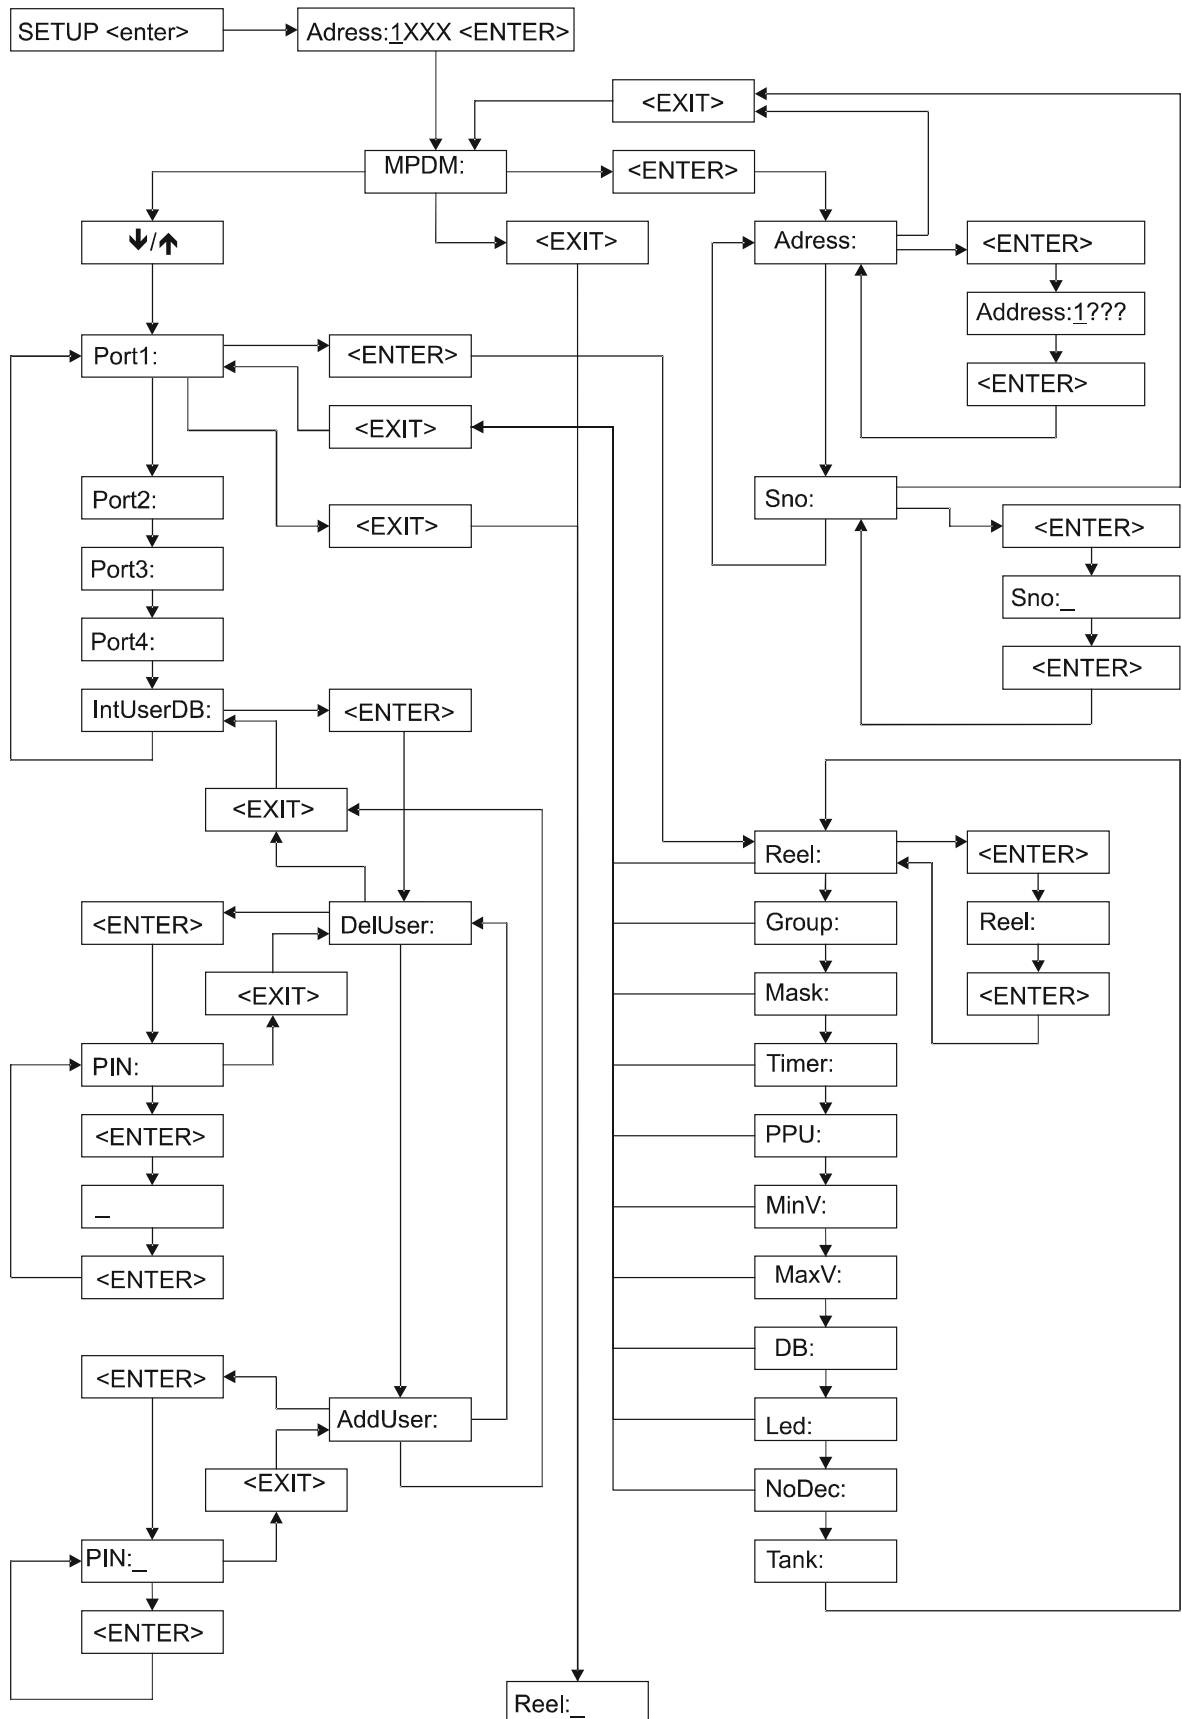 SETUP <enter>
Adress:1XXX <ENTER>
<EXIT>
MPDM:
<ENTER>
↓/↑
<EXIT>
Adress:
<ENTER>
Address:1???
<ENTER>
Port1:
<ENTER>
<EXIT>
Port2:
<EXIT>
Sno:
<ENTER>
Port3:
Sno:_
Port4:
<ENTER>
IntUserDB:
<ENTER>
<EXIT>
Reel:
<ENTER>
<ENTER>
DelUser:
Group:
Reel:
<EXIT>
Mask:
<ENTER>
PIN:
Timer:
<ENTER>
PPU:
_
MinV:
<ENTER>
MaxV:
DB:
<ENTER>
AddUser:
Led:
<EXIT>
NoDec:
PIN:_
Tank:
<ENTER>
Reel:_